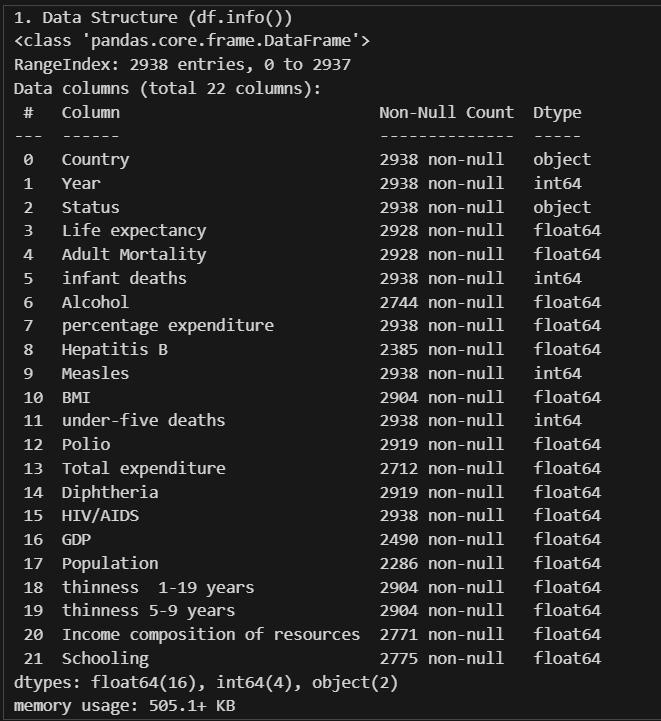 1. Data Structure (df.info())
<class 'pandas.core.frame.DataFrame'>
RangeIndex: 2938 entries, 0 to 2937
Data columns (total 22 columns):
 #   Column                           Non-Null Count  Dtype
---  ------                           --------------  -----
 0   Country                          2938 non-null   object
 1   Year                             2938 non-null   int64
 2   Status                           2938 non-null   object
 3   Life expectancy                  2928 non-null   float64
 4   Adult Mortality                  2928 non-null   float64
 5   infant deaths                    2938 non-null   int64
 6   Alcohol                          2744 non-null   float64
 7   percentage expenditure           2938 non-null   float64
 8   Hepatitis B                      2385 non-null   float64
 9   Measles                          2938 non-null   int64
 10  BMI                              2904 non-null   float64
 11  under-five deaths                2938 non-null   int64
 12  Polio                            2919 non-null   float64
 13  Total expenditure                2712 non-null   float64
 14  Diphtheria                       2919 non-null   float64
 15  HIV/AIDS                         2938 non-null   float64
 16  GDP                              2490 non-null   float64
 17  Population                       2286 non-null   float64
 18  thinness  1-19 years             2904 non-null   float64
 19  thinness 5-9 years               2904 non-null   float64
 20  Income composition of resources  2771 non-null   float64
 21  Schooling                        2775 non-null   float64
dtypes: float64(16), int64(4), object(2)
memory usage: 505.1+ KB